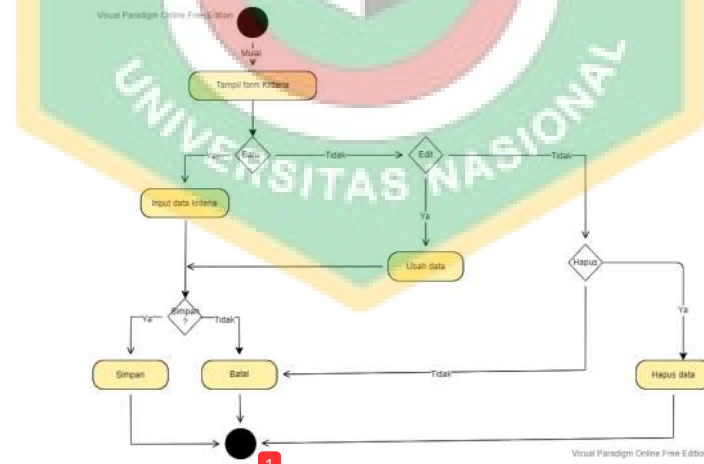 Visual Paradigm Online Free Edition
Mulai
Tampil form Kriteria
Baru
Ya
Tidak
Edit
Tidak
UNIVERSITAS NASIONAL
Input data kriteria
Ya
Ubah data
Hapus
Simpan
?
Ya
Tidak
Ya
Simpan
Batal
Tidak
Hapus data
1
Visual Paradigm Online Free Edition